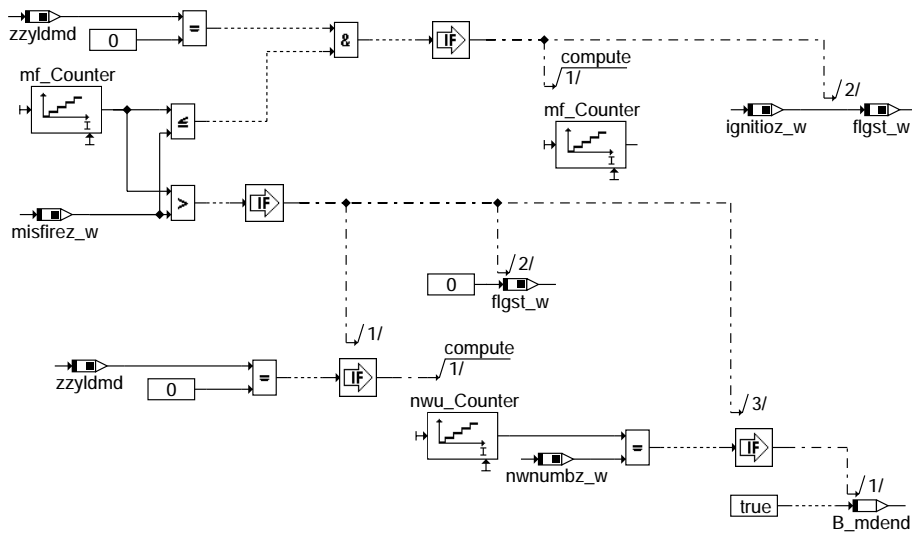 zzyldmd
=
0
&
IF
compute
1/
2/
mf_Counter
I
≤
mf_Counter
I
ignitioz_w
flgst_w
>
IF
misfirez_w
2/
0
flgst_w
1/
compute
1/
zzyldmd
=
IF
0
nwu_Counter
I
3/
=
IF
nwnumbz_w
1/
true
B_mdend